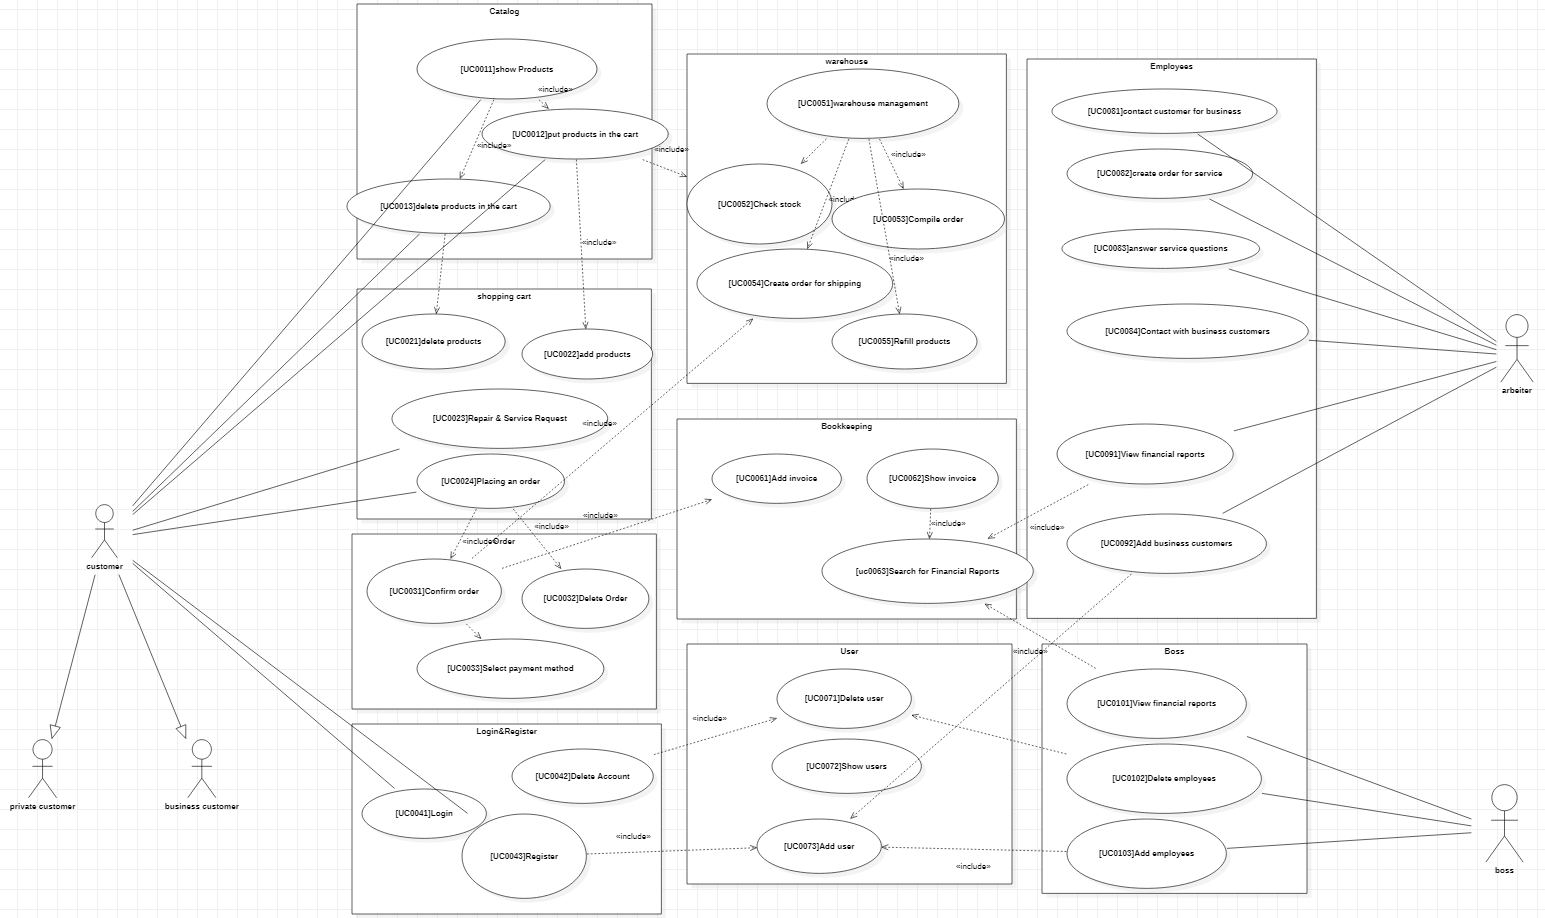 Catalog
[UC0011]show Products
«include»
[UC0012]put products in the cart
«include»
«include»
[UC0013]delete products in the cart
«include»
shopping cart
[UC0021]delete products
[UC0022]add products
[UC0023]Repair & Service Request
«include»
[UC0024]Placing an order
«include»
«include»
«include»
Order
[UC0031]Confirm order
[UC0032]Delete Order
[UC0033]Select payment method
Login&Register
[UC0042]Delete Account
[UC0041]Login
[UC0043]Register
«include»
«include»
warehouse
[UC0051]warehouse management
«include»
[UC0052]Check stock
«includ
[UC0053]Compile order
«include»
[UC0054]Create order for shipping
[UC0055]Refill products
Bookkeeping
[UC0061]Add invoice
[UC0062]Show invoice
«include»
[uc0063]Search for Financial Reports
«include»
User
«include»
[UC0071]Delete user
[UC0072]Show users
[UC0073]Add user
«include»
Employees
[UC0081]contact customer for business
[UC0082]create order for service
[UC0083]answer service questions
[UC0084]Contact with business customers
[UC0091]View financial reports
[UC0092]Add business customers
Boss
[UC0101]View financial reports
[UC0102]Delete employees
[UC0103]Add employees
customer
private customer
business customer
arbeiter
boss